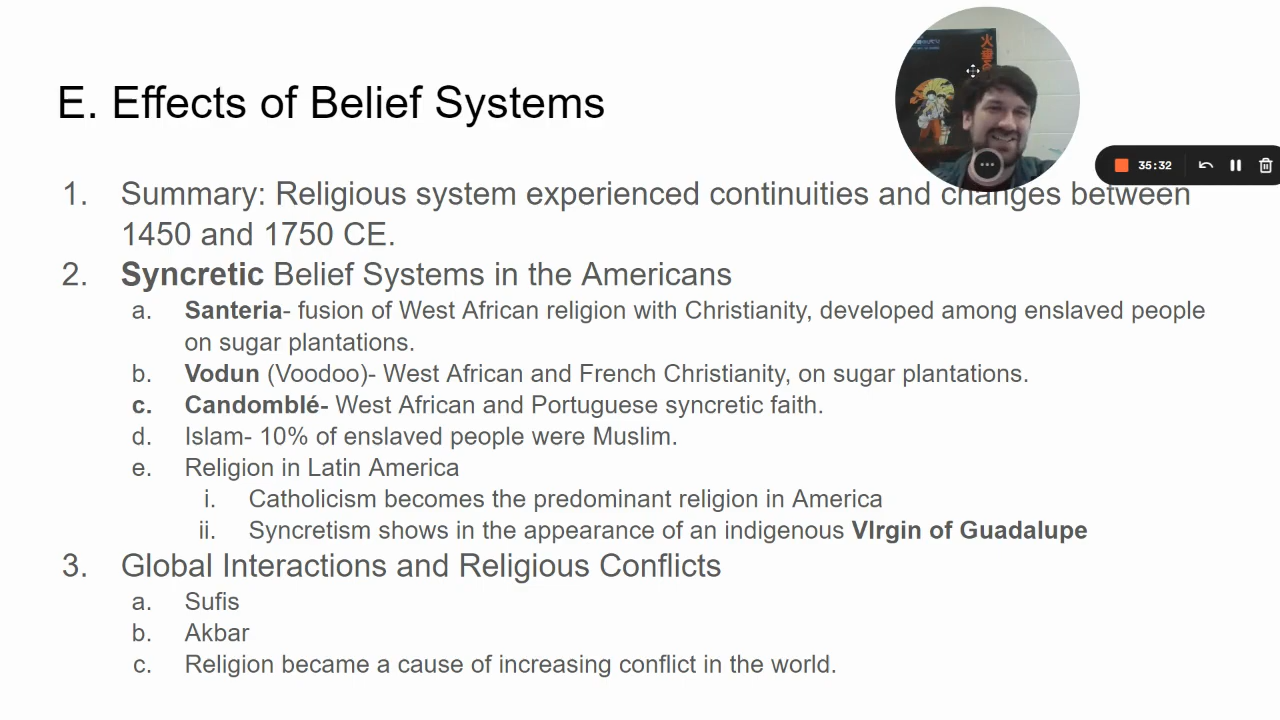 E. Effects of Belief Systems
35:32
1. Summary: Religious system experienced continuities and changes between
1450 and 1750 CE.
2. Syncretic Belief Systems in the Americans
a. Santeria- fusion of West African religion with Christianity, developed among enslaved people
on sugar plantations.
b. Vodun (Voodoo)- West African and French Christianity, on sugar plantations.
c. Candomblé- West African and Portuguese syncretic faith.
d. Islam- 10% of enslaved people were Muslim.
e. Religion in Latin America
i. Catholicism becomes the predominant religion in America
ii. Syncretism shows in the appearance of an indigenous VIrgin of Guadalupe
3. Global Interactions and Religious Conflicts
a. Sufis
b. Akbar
c. Religion became a cause of increasing conflict in the world.